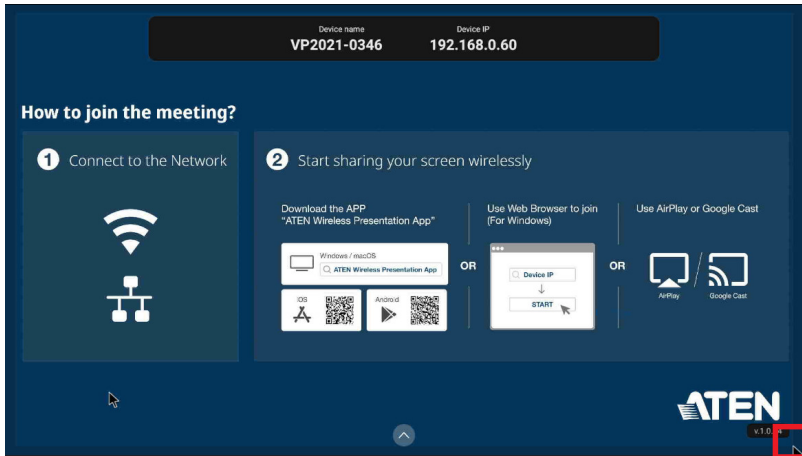 Device name
VP2021-0346
Device IP
192.168.0.60
How to join the meeting?
1 Connect to the Network
2 Start sharing your screen wirelessly
Download the APP
“ATEN Wireless Presentation App”
Windows / macOS
ATEN Wireless Presentation App
iOS
Android
OR
Use Web Browser to join
(For Windows)
Device IP
START
OR
Use AirPlay or Google Cast
AirPlay
Google Cast
ATEN